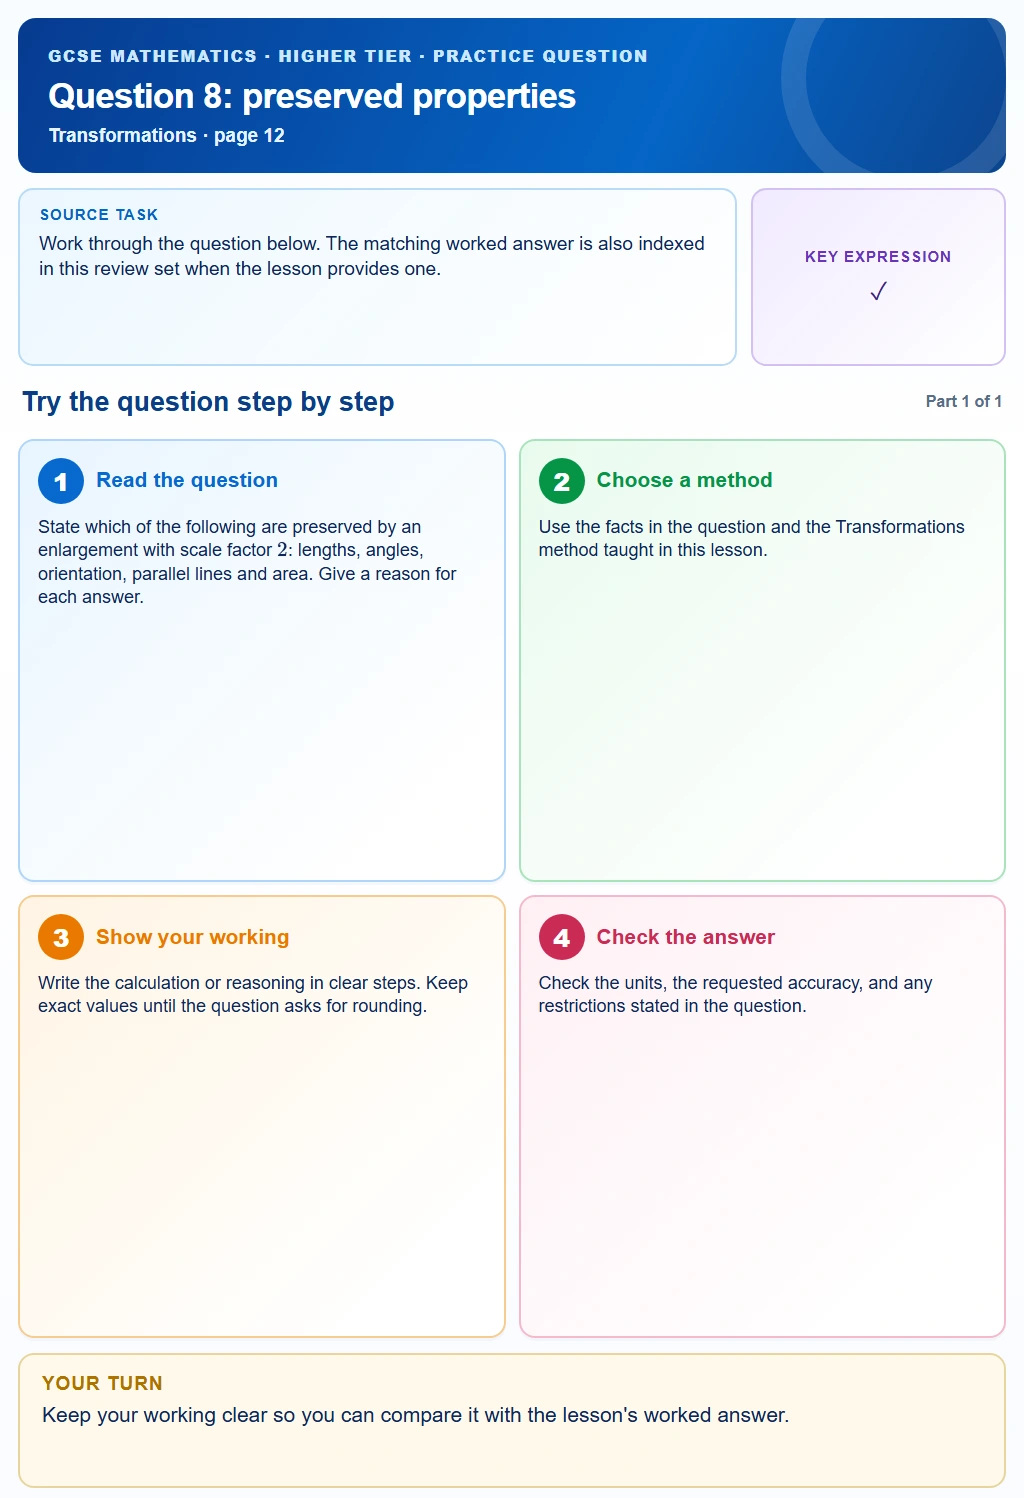 GCSE MATHEMATICS · HIGHER TIER · PRACTICE QUESTION
Question 8: preserved properties
Transformations · page 12
SOURCE TASK
Work through the question below. The matching worked answer is also indexed
in this review set when the lesson provides one.
KEY EXPRESSION
✓
Try the question step by step
Part 1 of 1
1 Read the question
State which of the following are preserved by an
enlargement with scale factor 2: lengths, angles,
orientation, parallel lines and area. Give a reason for
each answer.
2 Choose a method
Use the facts in the question and the Transformations
method taught in this lesson.
3 Show your working
Write the calculation or reasoning in clear steps. Keep
exact values until the question asks for rounding.
4 Check the answer
Check the units, the requested accuracy, and any
restrictions stated in the question.
YOUR TURN
Keep your working clear so you can compare it with the lesson's worked answer.